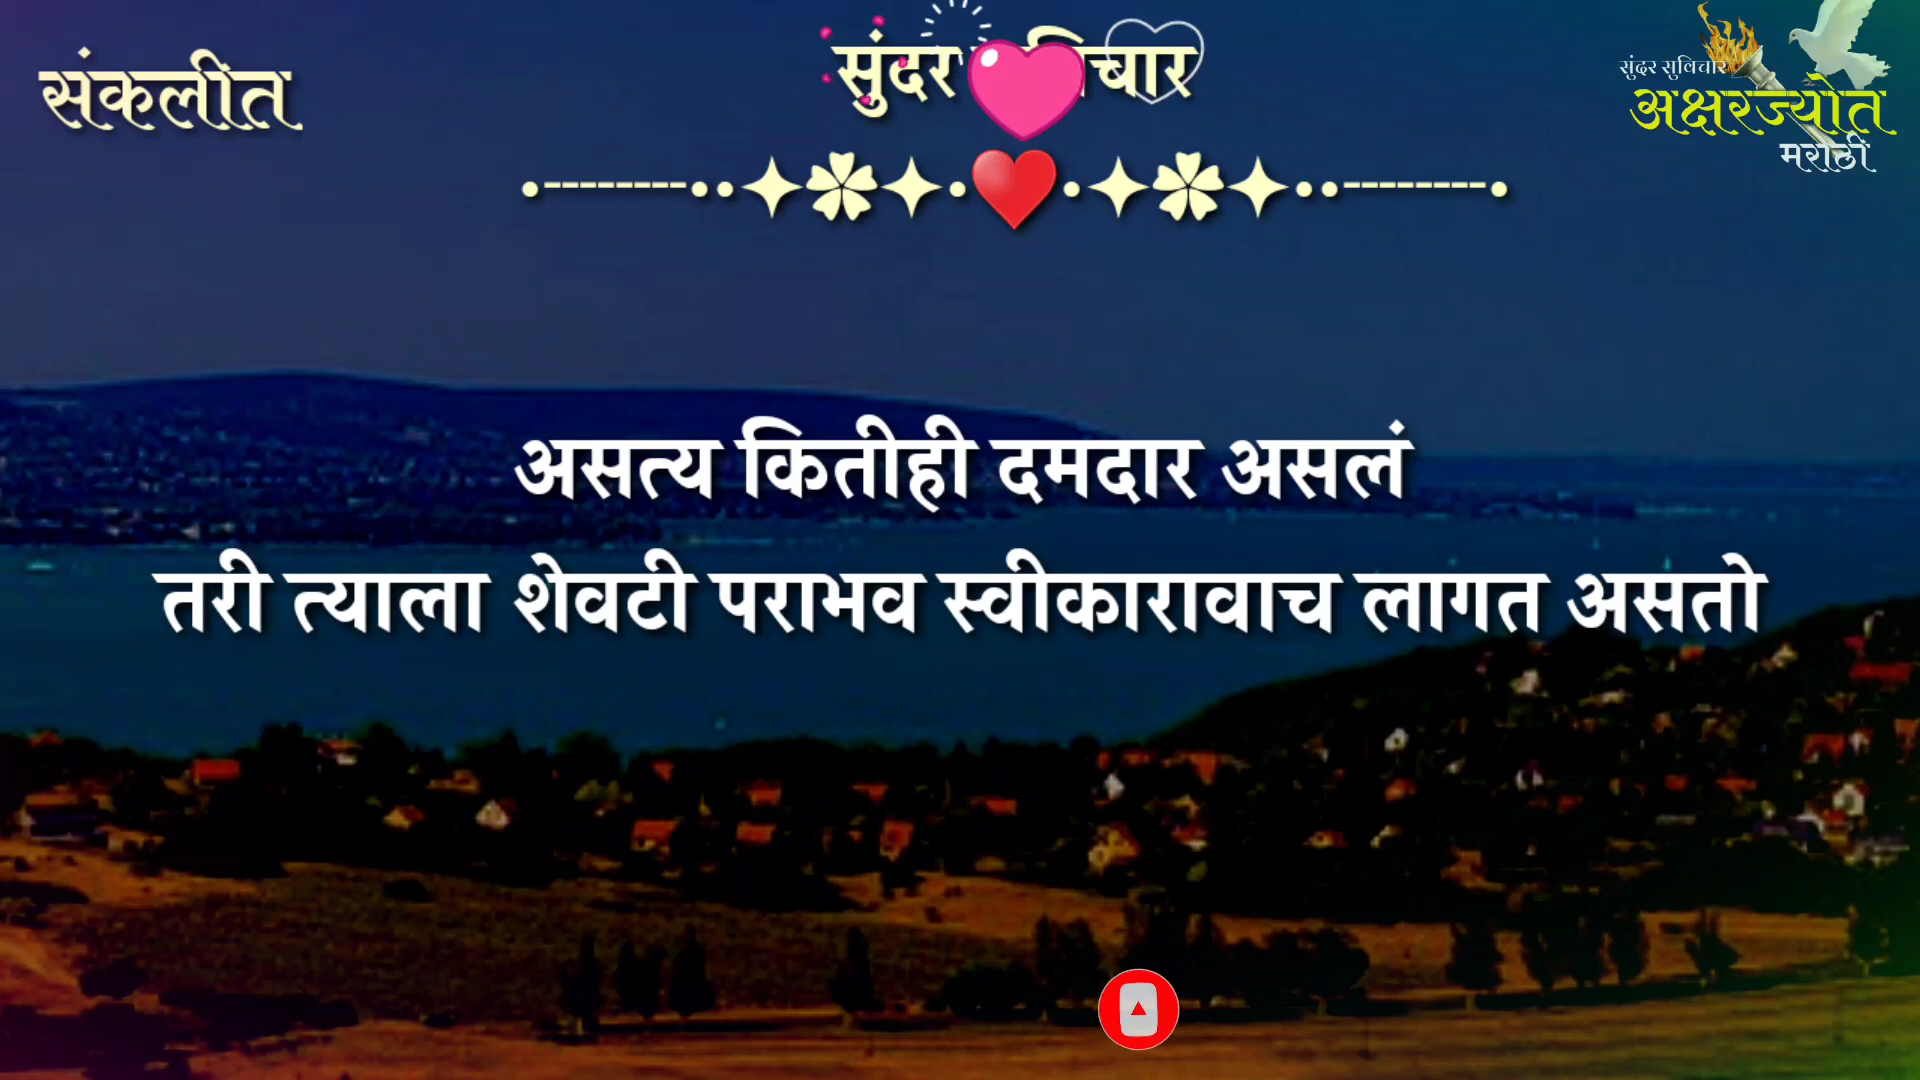 संकलीत
सुंदर
सुंदर सुविचार
अक्षरज्योत
मराठी
असत्य कितीही दमदार असलं
तरी त्याला शेवटी पराभव स्वीकारावाच लागत असतो